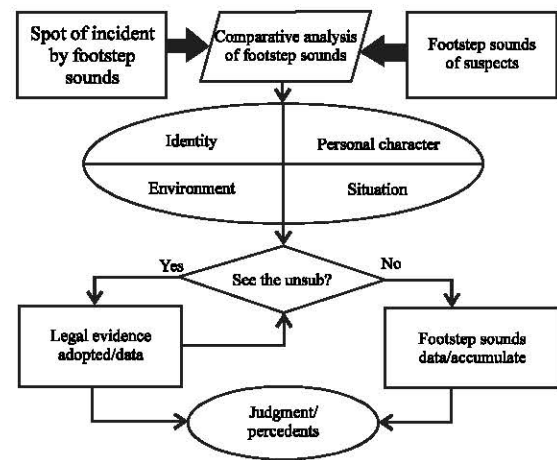 Spot of incident
by footstep
sounds
Comparative analysis
of footstep sounds
Footstep sounds
of suspects
Identity
Personal character
Environment
Situation
Yes
See the unsub?
No
Legal evidence
adopted/data
Footstep sounds
data/accumulate
Judgment/
percedents